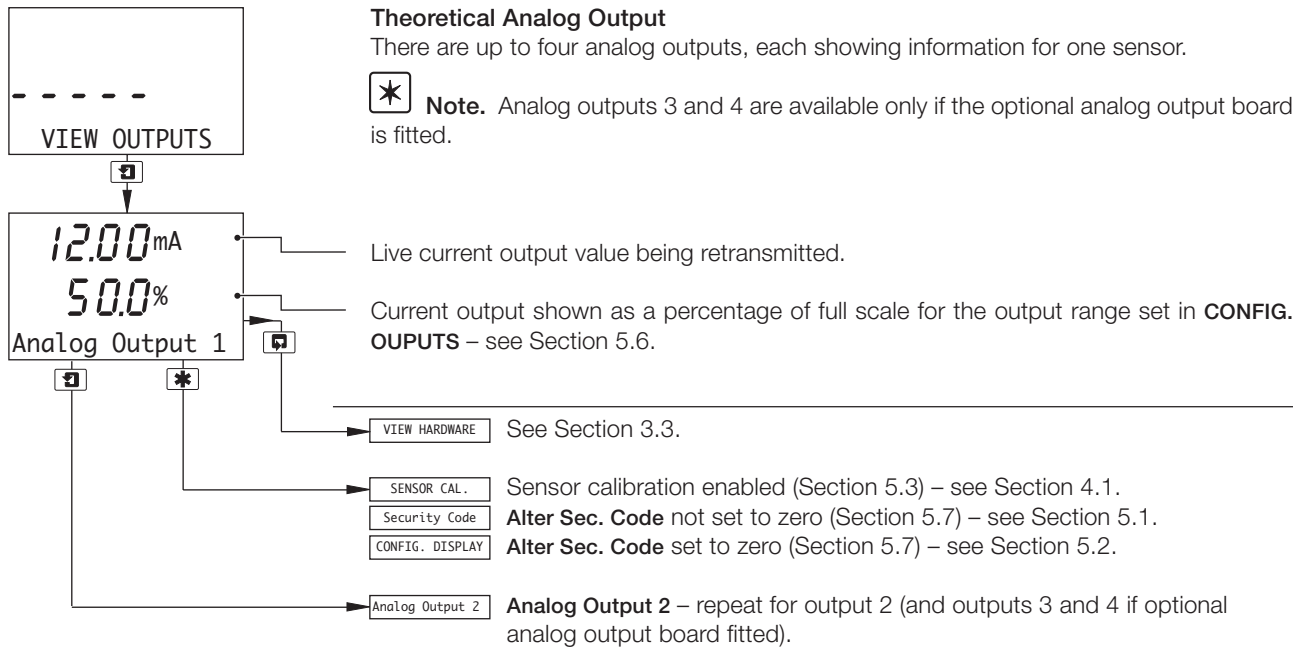 Theoretical Analog Output
There are up to four analog outputs, each showing information for one sensor.
Note. Analog outputs 3 and 4 are available only if the optional analog output board
is fitted.
- - - - -
VIEW OUTPUTS
12.00 mA
50.0 %
Analog Output 1
Live current output value being retransmitted.
Current output shown as a percentage of full scale for the output range set in CONFIG.
OUPUTS – see Section 5.6.
VIEW HARDWARE See Section 3.3.
SENSOR CAL. Sensor calibration enabled (Section 5.3) – see Section 4.1.
Security Code Alter Sec. Code not set to zero (Section 5.7) – see Section 5.1.
CONFIG. DISPLAY Alter Sec. Code set to zero (Section 5.7) – see Section 5.2.
Analog Output 2 Analog Output 2 – repeat for output 2 (and outputs 3 and 4 if optional
analog output board fitted).